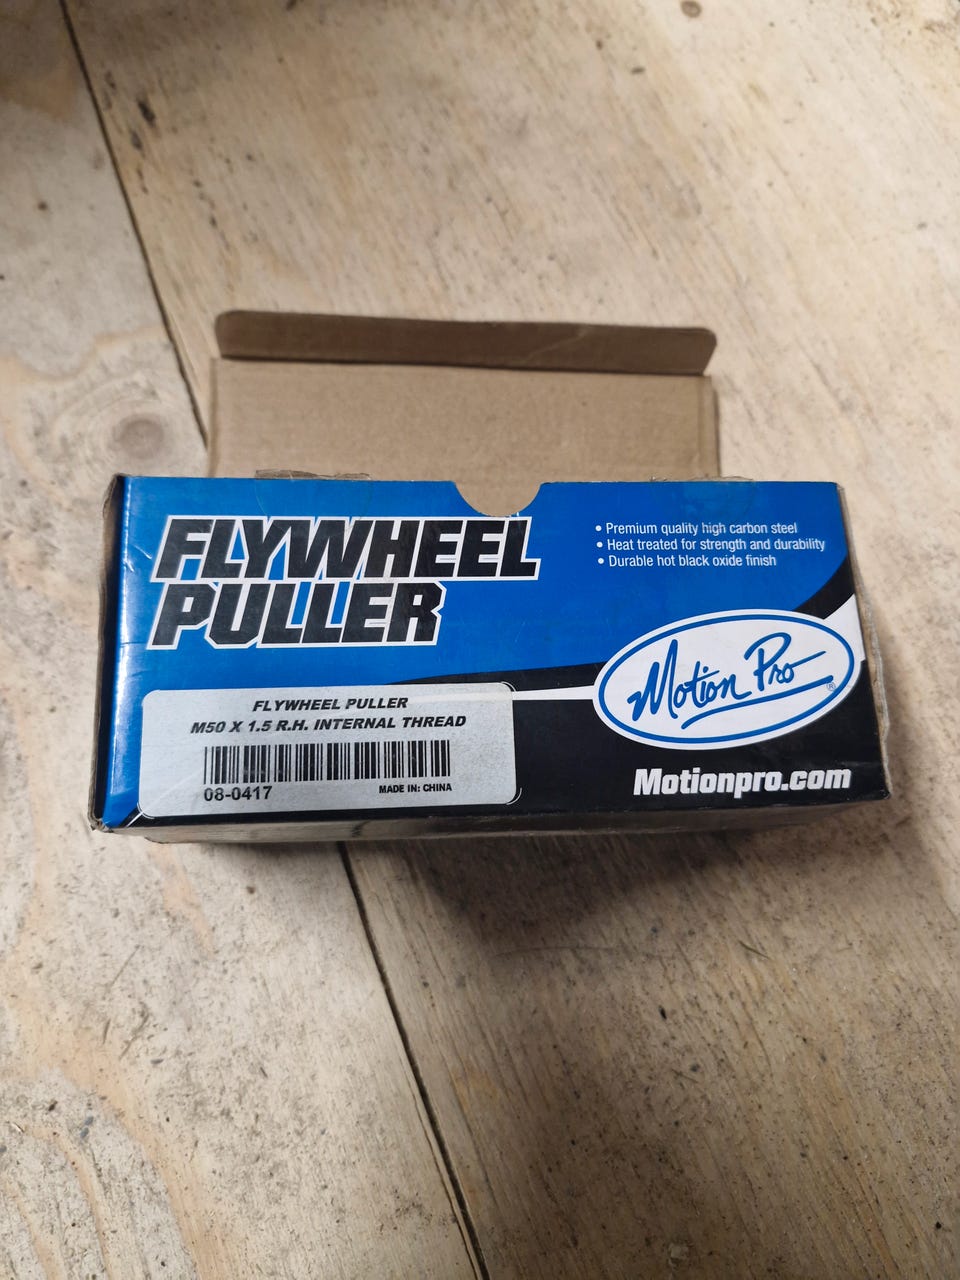 FLYWHEEL
PULLER
• Premium quality high carbon steel
• Heat treated for strength and durability
• Durable hot black oxide finish
Motion Pro ®
Motionpro.com
FLYWHEEL PULLER
M50 X 1.5 R.H. INTERNAL THREAD
08-0417
MADE IN: CHINA